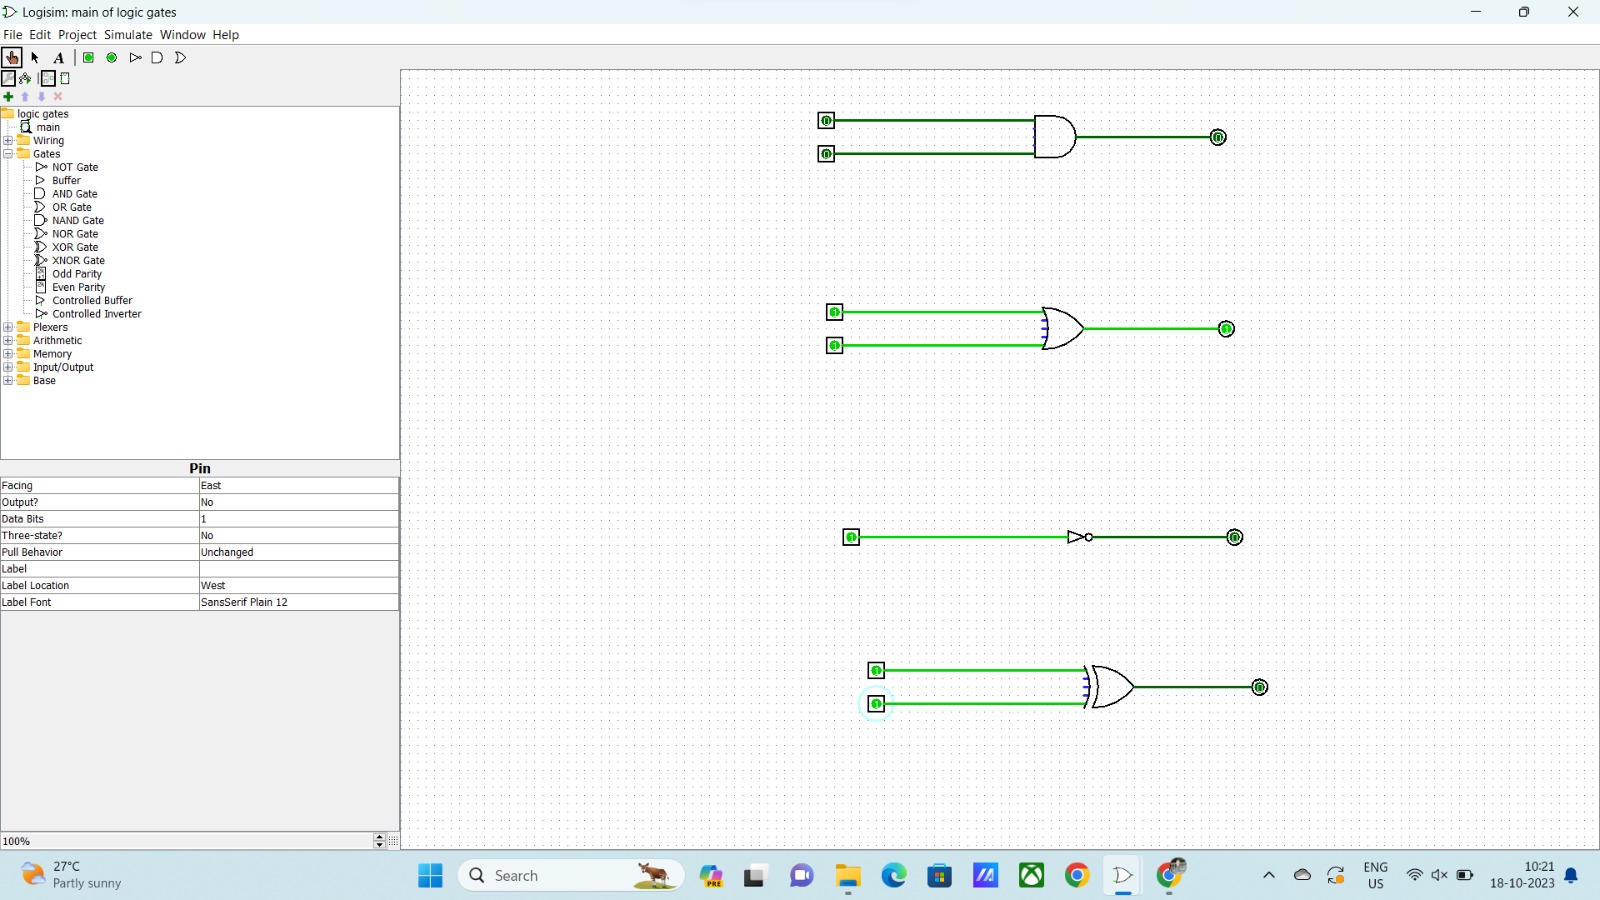 Logisim: main of logic gates
File Edit Project Simulate Window Help
A
logic gates
main
Wiring
Gates
NOT Gate
Buffer
AND Gate
OR Gate
NAND Gate
NOR Gate
XOR Gate
XNOR Gate
Odd Parity
Even Parity
Controlled Buffer
Controlled Inverter
Plexers
Arithmetic
Memory
Input/Output
Base
Pin
Facing East
Output? No
Data Bits 1
Three-state? No
Pull Behavior Unchanged
Label
Label Location West
Label Font SansSerif Plain 12
100%
0
0
0
1
1
1
1
0
1
1
0
27°C
Partly sunny
Search
PRE
ENG
US
10:21
18-10-2023